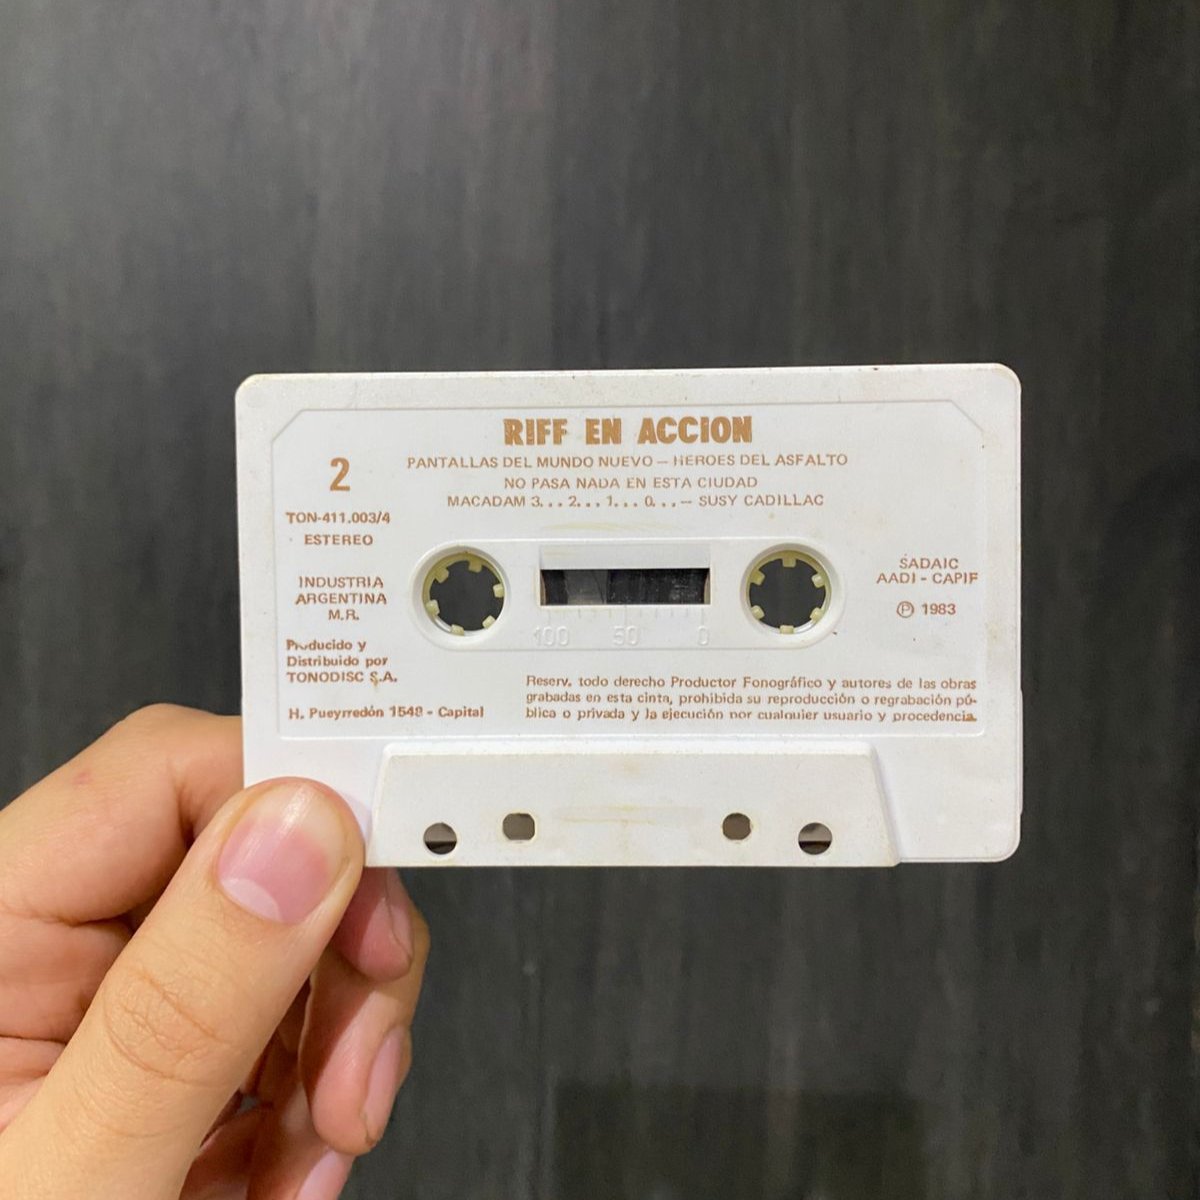 RIFF EN ACCION
PANTALLAS DEL MUNDO NUEVO — HEROES DEL ASFALTO
NO PASA NADA EN ESTA CIUDAD
MACADAM 3... 2... 1... 0... — SUSY CADILLAC
2
TON-411.003/4
ESTEREO
INDUSTRIA
ARGENTINA
M.R.
Producido y
Distribuido por
TONODISC S.A.
H. Pueyrredón 1548 - Capital
100 50 0
SADAIC
AADI - CAPIF
Ⓟ 1983
Reserv. todo derecho Productor Fonográfico y autores de las obras
grabadas en esta cinta, prohibida su reproducción o regrabación pú-
blica o privada y la ejecución por cualquier usuario y procedencia.